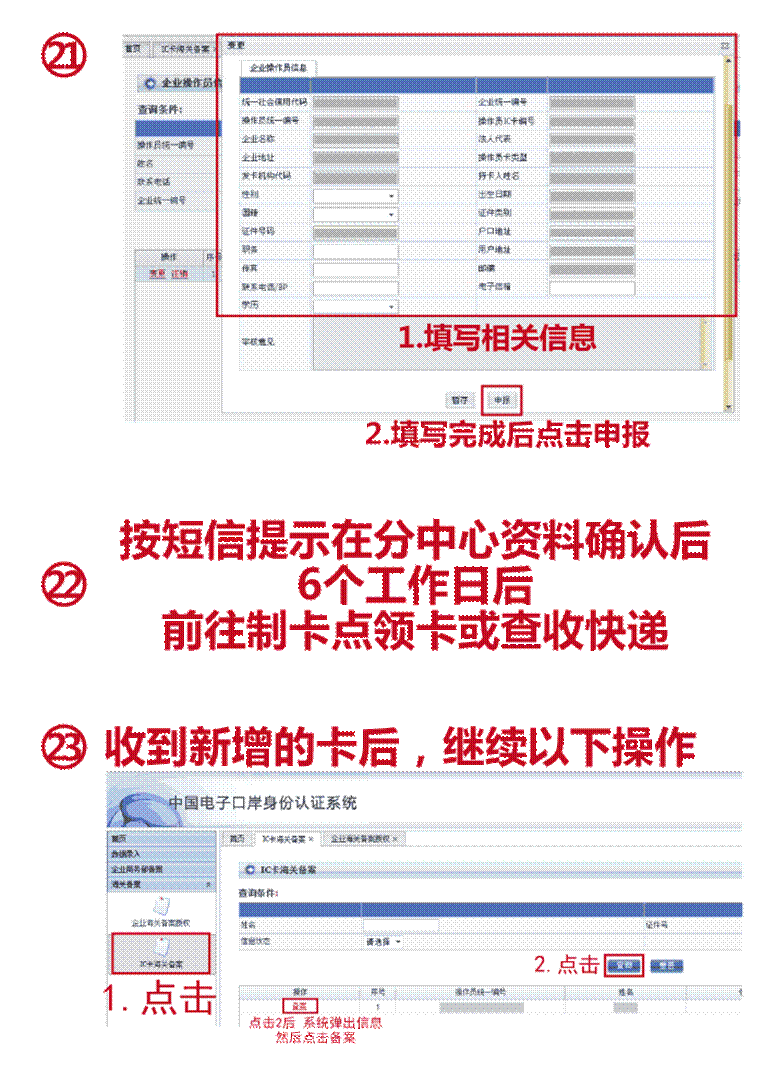 ㉑
首页 IC卡海关备案 ×
变更
企业操作员信
企业操作员信息
查询条件:
操作员统一编号
姓名
联系电话
企业统一编号
操作 序号
变更 注销 1
统一社会信用代码 企业统一编号
操作员统一编号 操作员IC卡编号
企业名称 法人代表
企业地址 操作员卡类型
发卡机构代码 持卡人姓名
性别 出生日期
国籍 证件类别
证件号码 户口地址
职务 用户地址
传真 邮编
联系电话/BP 电子信箱
学历
1.填写相关信息
审核意见
暂存 申报
2.填写完成后点击申报
㉒
按短信提示在分中心资料确认后
6个工作日后
前往制卡点领卡或查收快递
㉓ 收到新增的卡后，继续以下操作
中国电子口岸身份认证系统
首页
数据录入
企业商务部备案
海关备案
企业海关备案授权
IC卡海关备案
1. 点击
首页 IC卡海关备案 × 企业海关备案授权 ×
IC卡海关备案
查询条件:
姓名 证件号
信息状态 请选择
2. 点击 查询 重置
操作 序号 操作员统一编号 姓名
备案 1
点击2后 系统弹出信息
然后点击备案